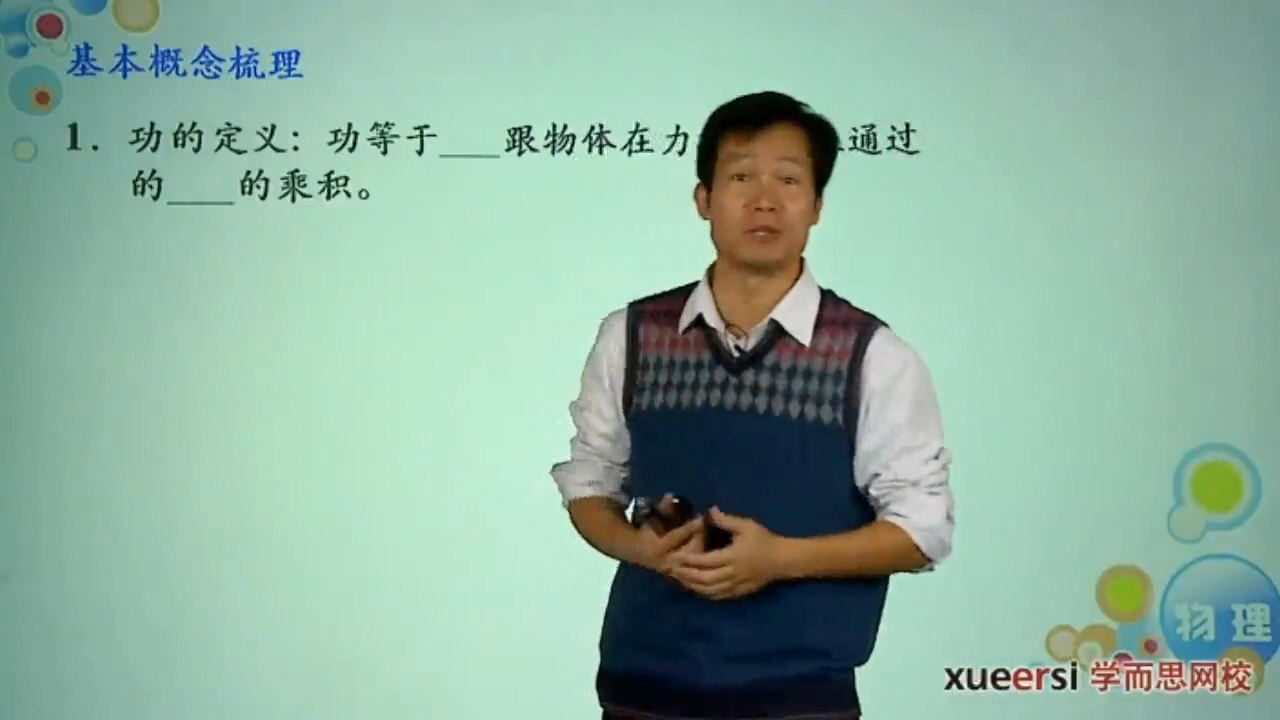 基本概念梳理
1. 功的定义：功等于___跟物体在力 通过
的___的乘积。
物理
xueersi 学而思网校